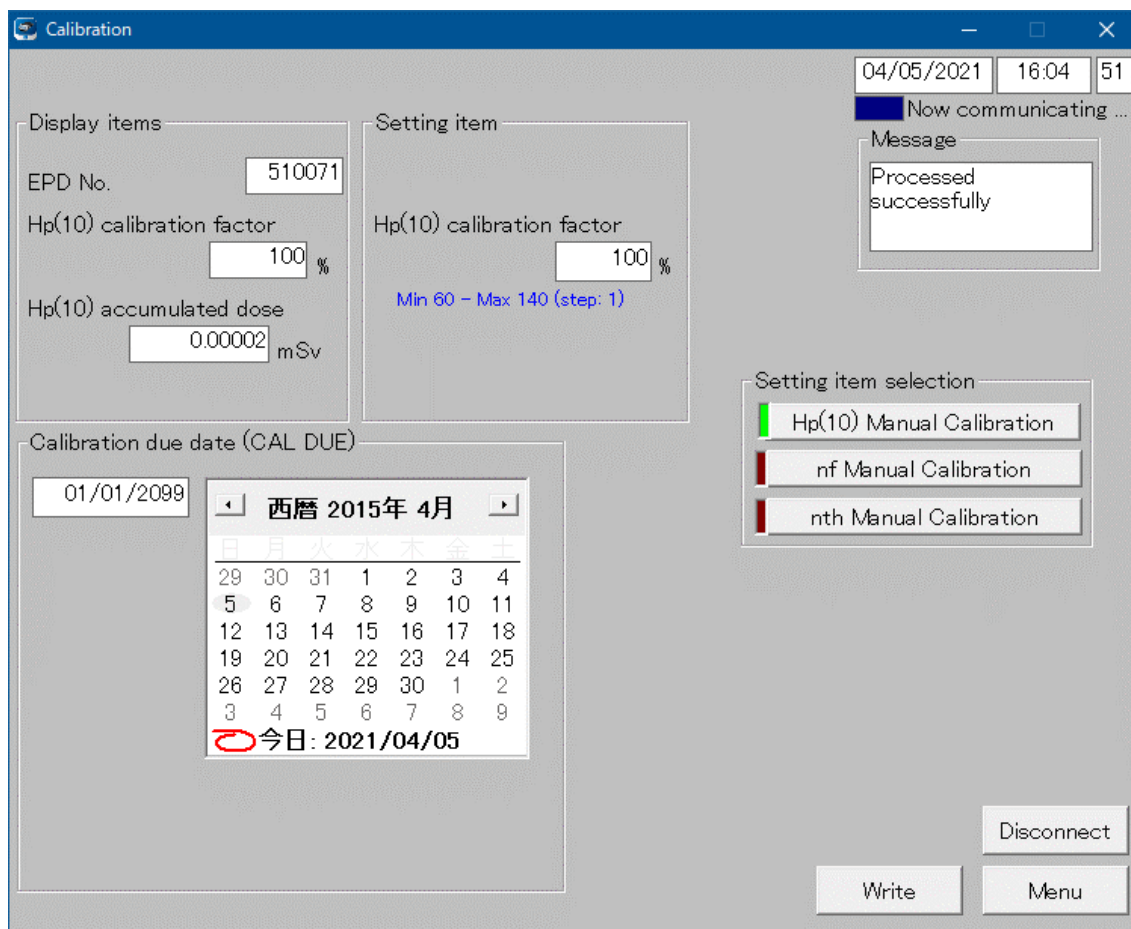 Calibration
04/05/2021 16:04 51
Now communicating ...
Display items
EPD No. 510071
Hp(10) calibration factor
100 %
Hp(10) accumulated dose
0.00002 mSv
Setting item
Hp(10) calibration factor
100 %
Min 60 - Max 140 (step: 1)
Message
Processed
successfully
Setting item selection
Hp(10) Manual Calibration
nf Manual Calibration
nth Manual Calibration
Calibration due date (CAL DUE)
01/01/2099
西暦 2015年 4月
日 月 火 水 木 金 土
29 30 31 1 2 3 4
5 6 7 8 9 10 11
12 13 14 15 16 17 18
19 20 21 22 23 24 25
26 27 28 29 30 1 2
3 4 5 6 7 8 9
今日: 2021/04/05
Disconnect
Write
Menu